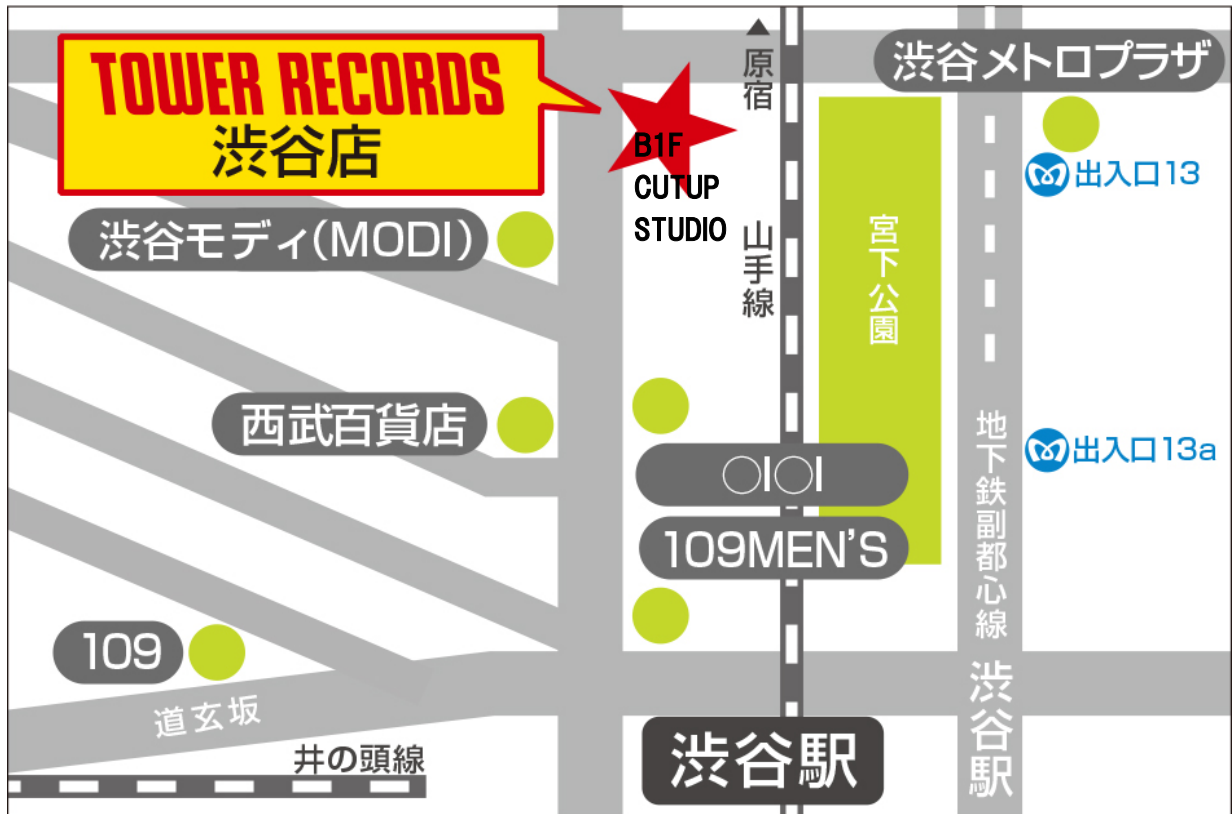 TOWER RECORDS
渋谷店
▲
原宿
渋谷メトロプラザ
B1F
CUTUP
STUDIO
出入口13
渋谷モディ(MODI)
山手線
宮下公園
西武百貨店
○I○I
109MEN'S
地下鉄副都心線
渋谷駅
出入口13a
109
道玄坂
井の頭線
渋谷駅